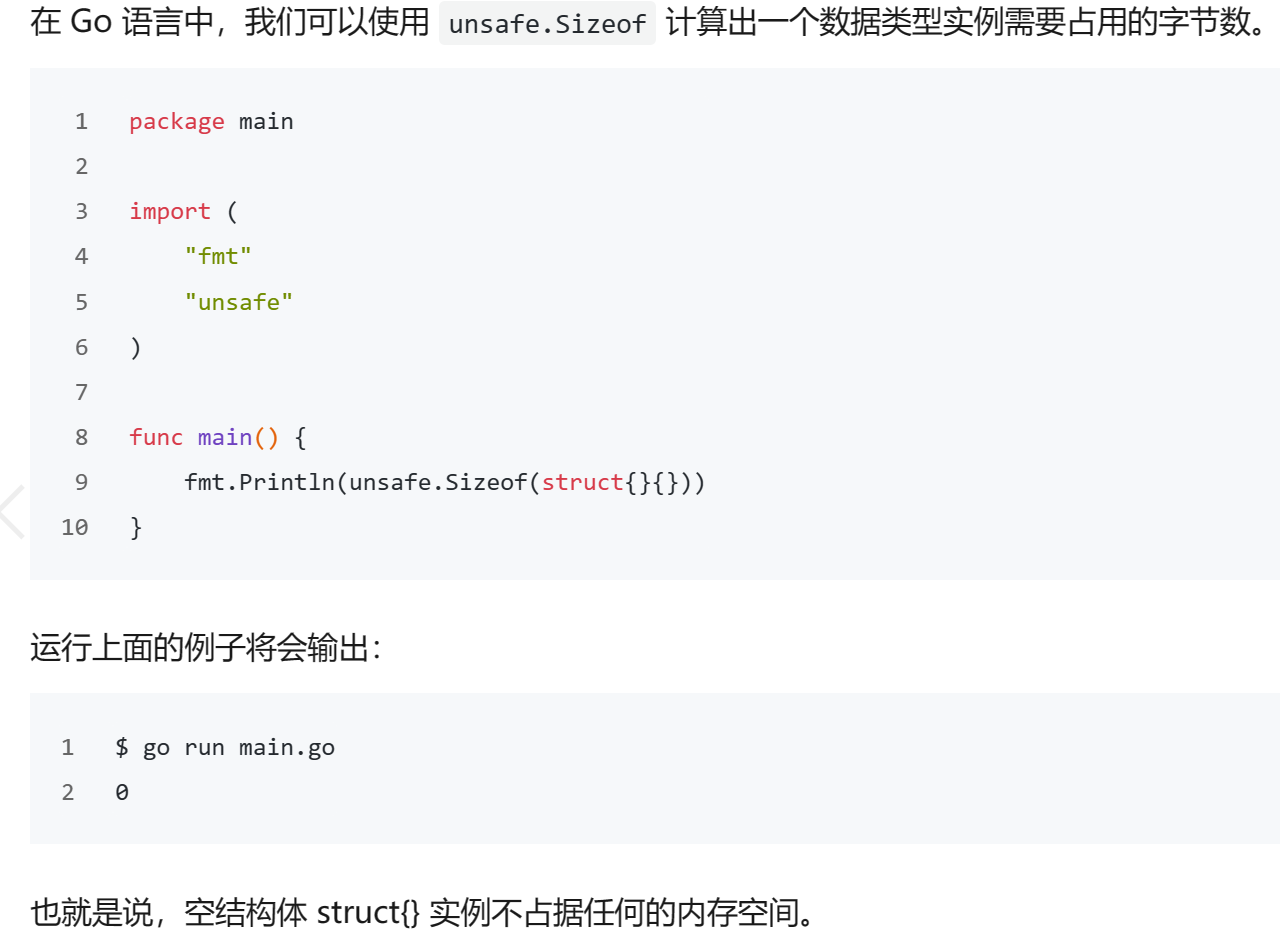 在 Go 语言中，我们可以使用 unsafe.Sizeof 计算出一个数据类型实例需要占用的字节数。
1 package main
2
3 import (
4     "fmt"
5     "unsafe"
6 )
7
8 func main() {
9     fmt.Println(unsafe.Sizeof(struct{}{}))
10 }
运行上面的例子将会输出：
1 $ go run main.go
2 0
也就是说，空结构体 struct{} 实例不占据任何的内存空间。